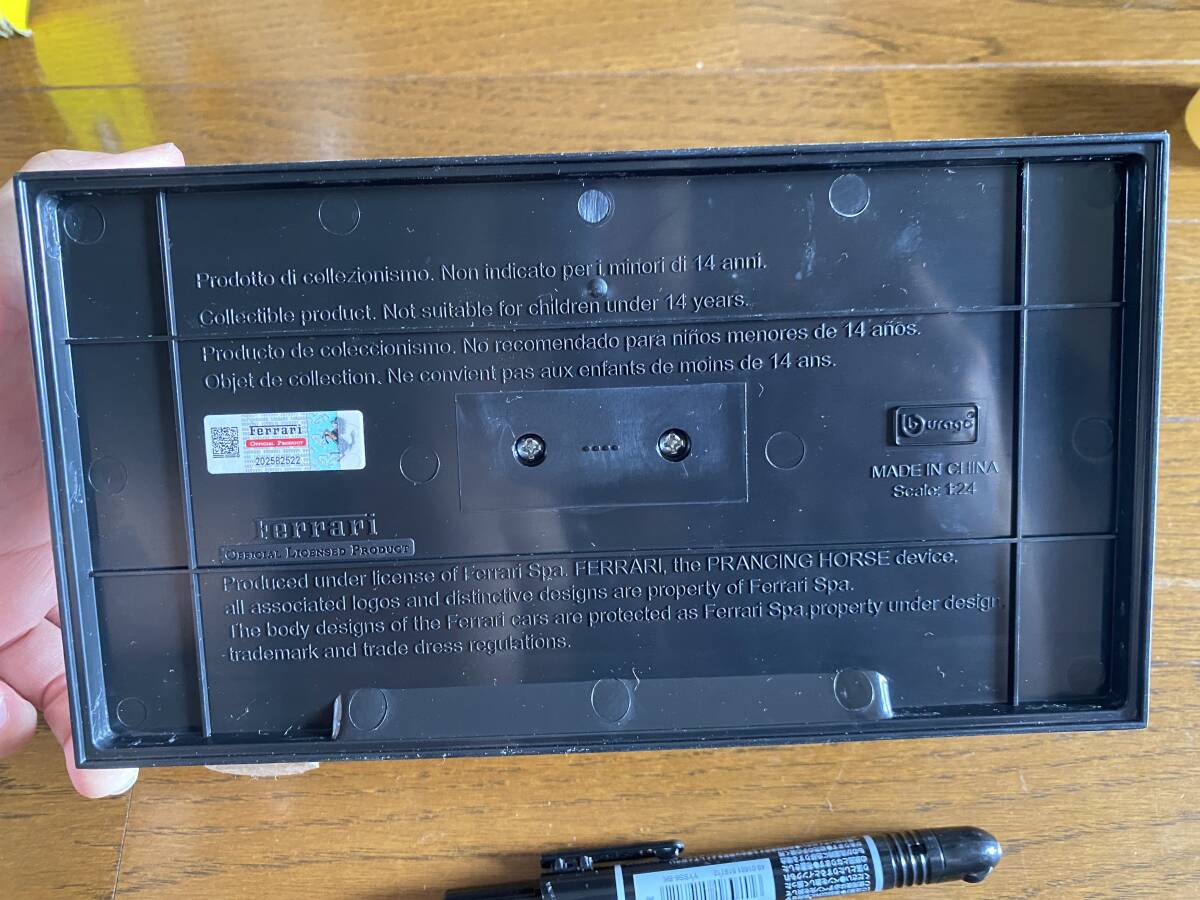 Prodotto di collezionismo. Non indicato per i minori di 14 anni.
Collectible product. Not suitable for children under 14 years.
Producto de coleccionismo. No recomendado para niños menores de 14 años.
Objet de collection. Ne convient pas aux enfants de moins de 14 ans.
Ferrari
OFFICIAL PRODUCT
202582522
burago
MADE IN CHINA
Scale: 1:24
Ferrari
OFFICIAL LICENSED PRODUCT
Produced under license of Ferrari Spa. FERRARI, the PRANCING HORSE device,
all associated logos and distinctive designs are property of Ferrari Spa.
The body designs of the Ferrari cars are protected as Ferrari Spa.property under design,
trademark and trade dress regulations.